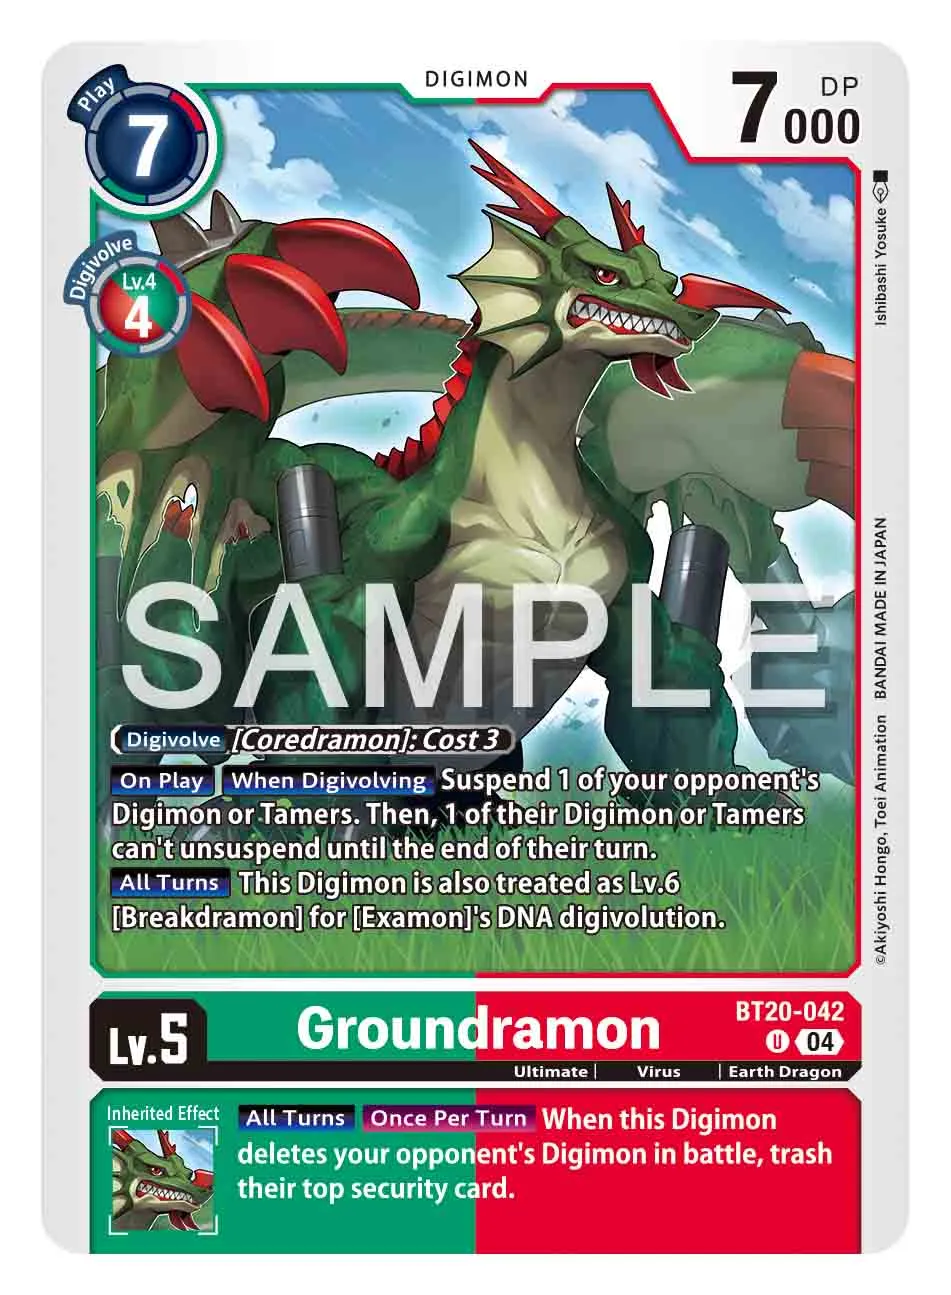 DIGIMON
Play
7
7000 DP
Digivolve
Lv.4
4
Ishibashi Yosuke
BANDAI MADE IN JAPAN
©Akiyoshi Hongo, Toei Animation
SAMPLE
Digivolve [Coredramon]: Cost 3
On Play When Digivolving Suspend 1 of your opponent's
Digimon or Tamers. Then, 1 of their Digimon or Tamers
can't unsuspend until the end of their turn.
All Turns This Digimon is also treated as Lv.6
[Breakdramon] for [Examon]'s DNA digivolution.
Lv.5
Groundramon
BT20-042
U 04
Ultimate | Virus | Earth Dragon
Inherited Effect
All Turns Once Per Turn When this Digimon
deletes your opponent's Digimon in battle, trash
their top security card.